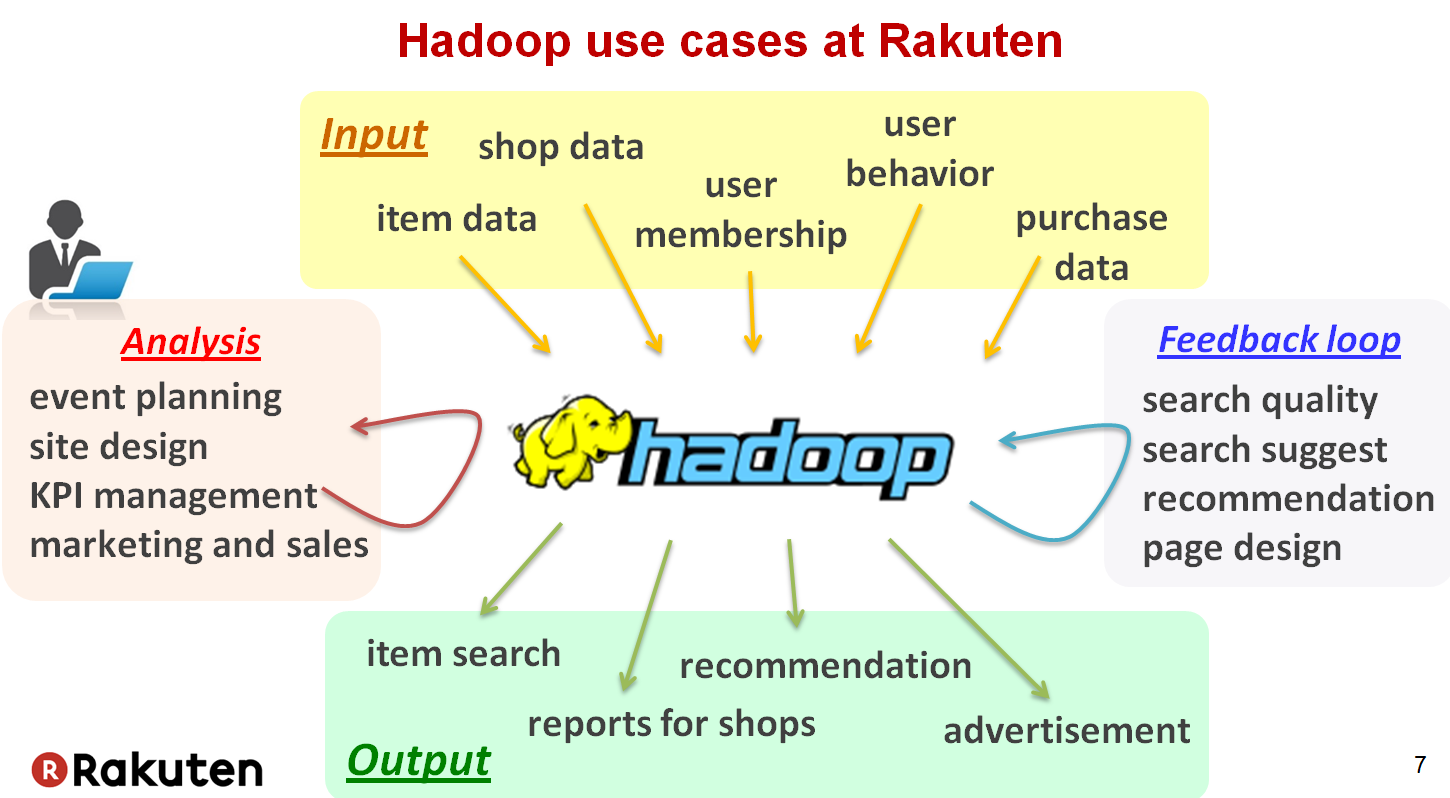 Hadoop use cases at Rakuten
Input
shop data
user
behavior
user
membership
item data
purchase
data
Analysis
event planning
site design
KPI management
marketing and sales
hadoop
Feedback loop
search quality
search suggest
recommendation
page design
item search
recommendation
reports for shops
advertisement
Output
R Rakuten
7